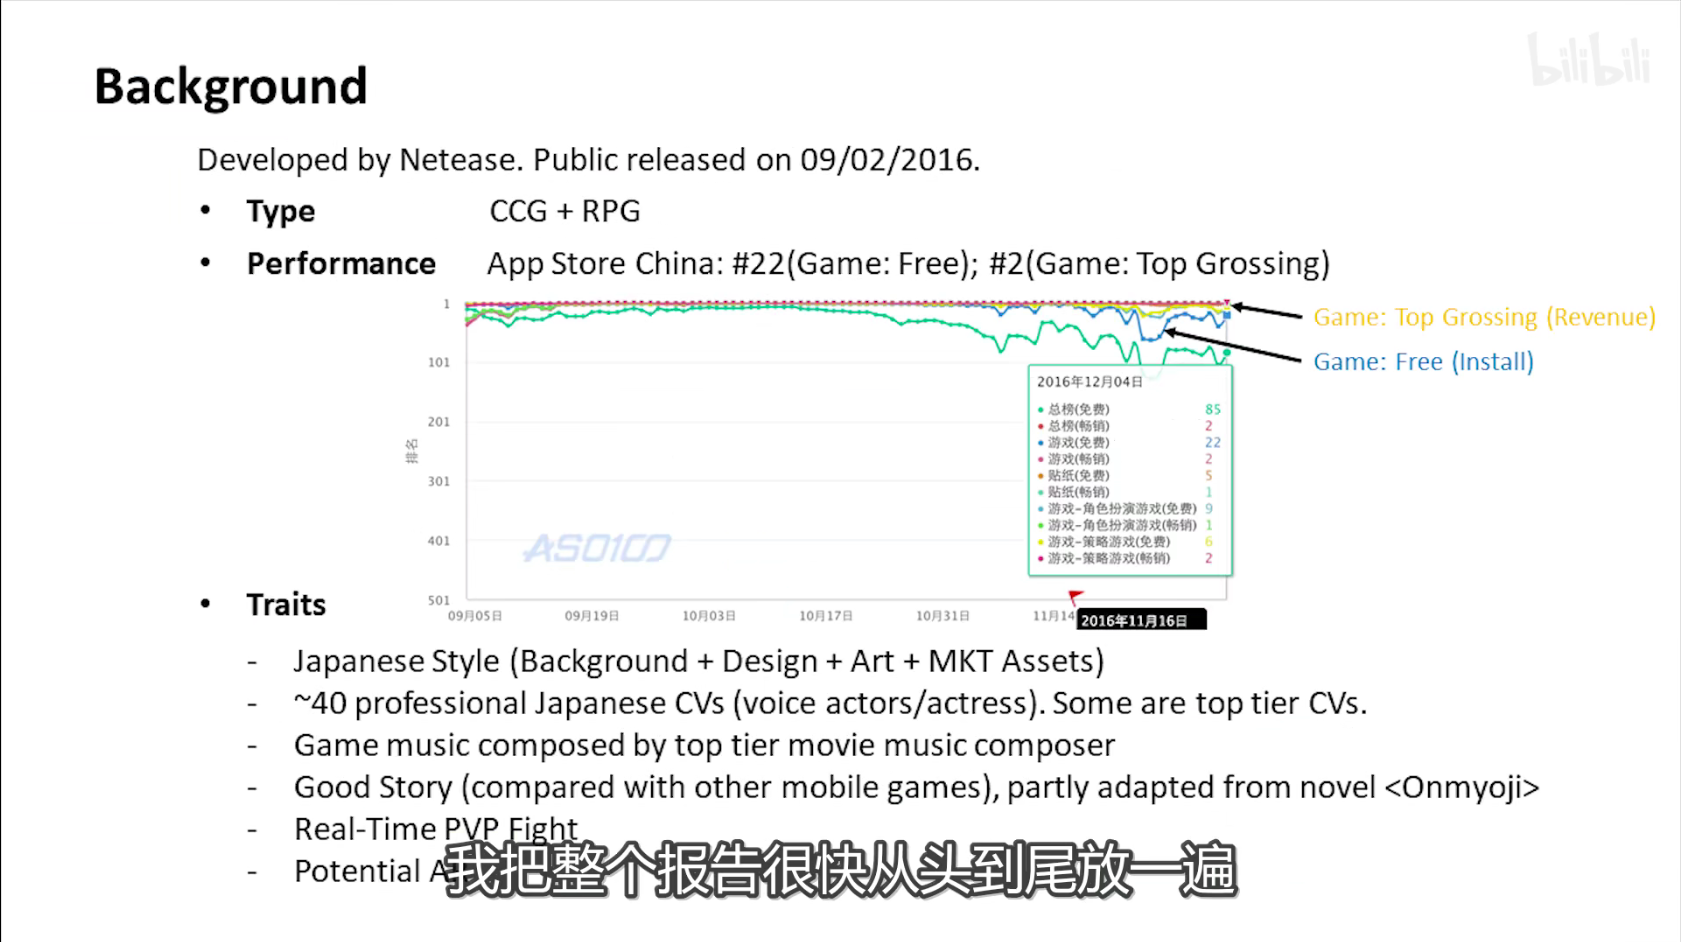 bilibili
Background
Developed by Netease. Public released on 09/02/2016.
• Type CCG + RPG
• Performance App Store China: #22(Game: Free); #2(Game: Top Grossing)
1
101
201
301
401
501
排名
Game: Top Grossing (Revenue)
Game: Free (Install)
2016年12月04日
总榜(免费) 85
总榜(畅销) 2
游戏(免费) 22
游戏(畅销) 2
贴纸(免费) 5
贴纸(畅销) 1
游戏-角色扮演游戏(免费) 9
游戏-角色扮演游戏(畅销) 1
游戏-策略游戏(免费) 6
游戏-策略游戏(畅销) 2
ASO100
09月05日 09月19日 10月03日 10月17日 10月31日 11月14
2016年11月16日
• Traits
- Japanese Style (Background + Design + Art + MKT Assets)
- ~40 professional Japanese CVs (voice actors/actress). Some are top tier CVs.
- Game music composed by top tier movie music composer
- Good Story (compared with other mobile games), partly adapted from novel <Onmyoji>
- Real-Time PVP Fight
- Potential
我把整个报告很快从头到尾放一遍